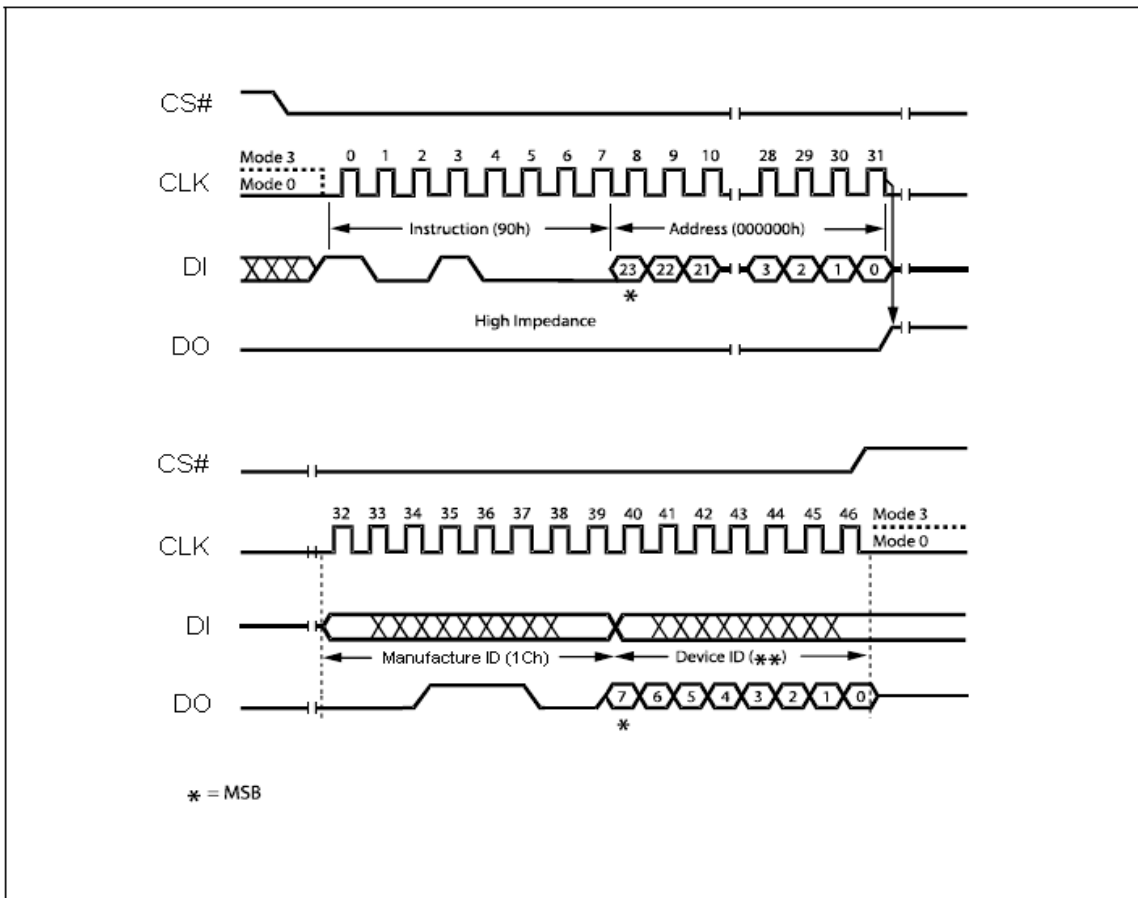 CS#
Mode 3
0 1 2 3 4 5 6 7 8 9 10 28 29 30 31
CLK
Mode 0
Instruction (90h) Address (000000h)
DI 23 22 21 3 2 1 0
*
High Impedance
DO
CS#
32 33 34 35 36 37 38 39 40 41 42 43 44 45 46 Mode 3
CLK Mode 0
DI
Manufacture ID (1Ch) Device ID (**)
DO 7 6 5 4 3 2 1 0
*
* = MSB